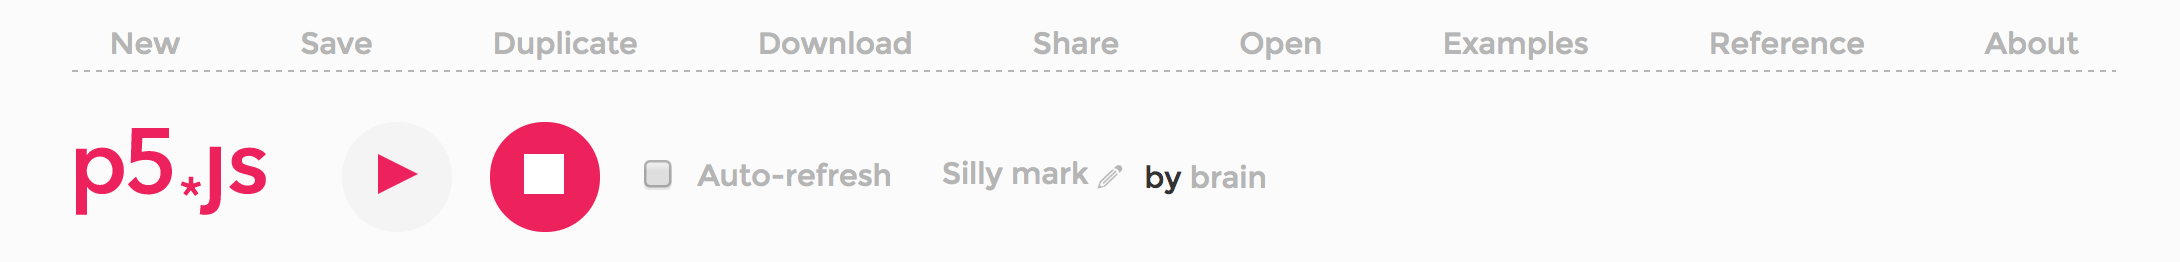 New Save Duplicate Download Share Open Examples Reference About
p5.*js Auto-refresh Silly mark by brain